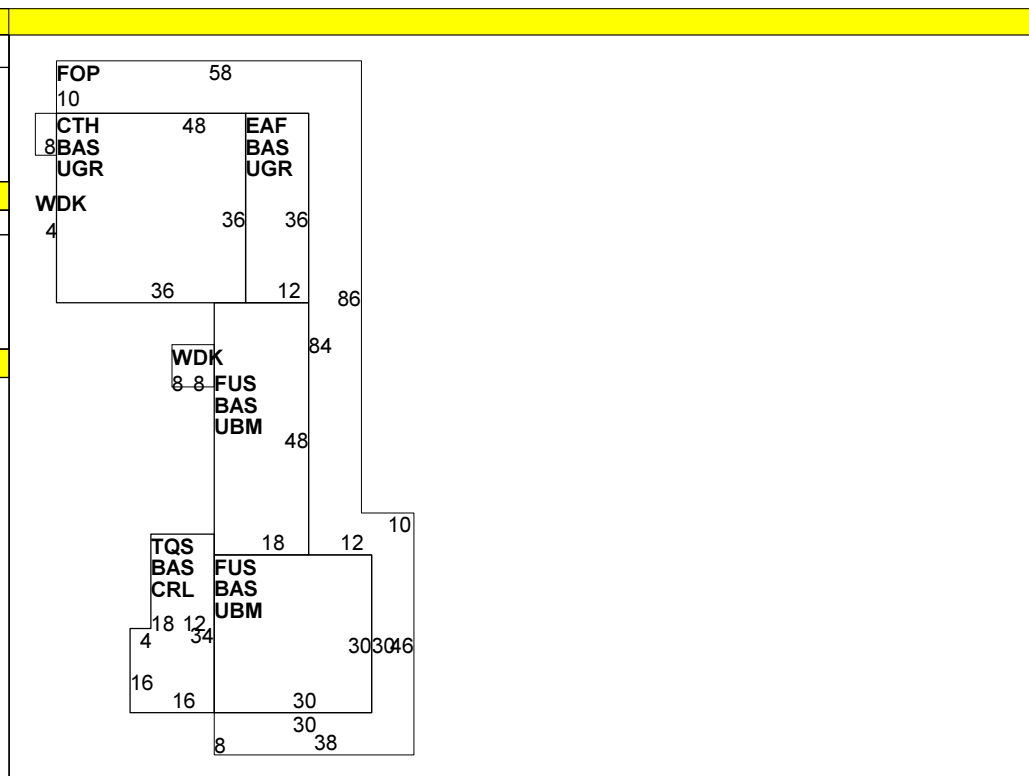 FOP 58
10
CTH 48 EAF
8 BAS BAS
UGR UGR
WDK
36 36
4
36 12
86
84
WDK
8 8 FUS
BAS
UBM
48
10
18 12
TQS
BAS FUS
CRL BAS
UBM
18 12
34
4
30 30 46
16
16 30
30
8 38